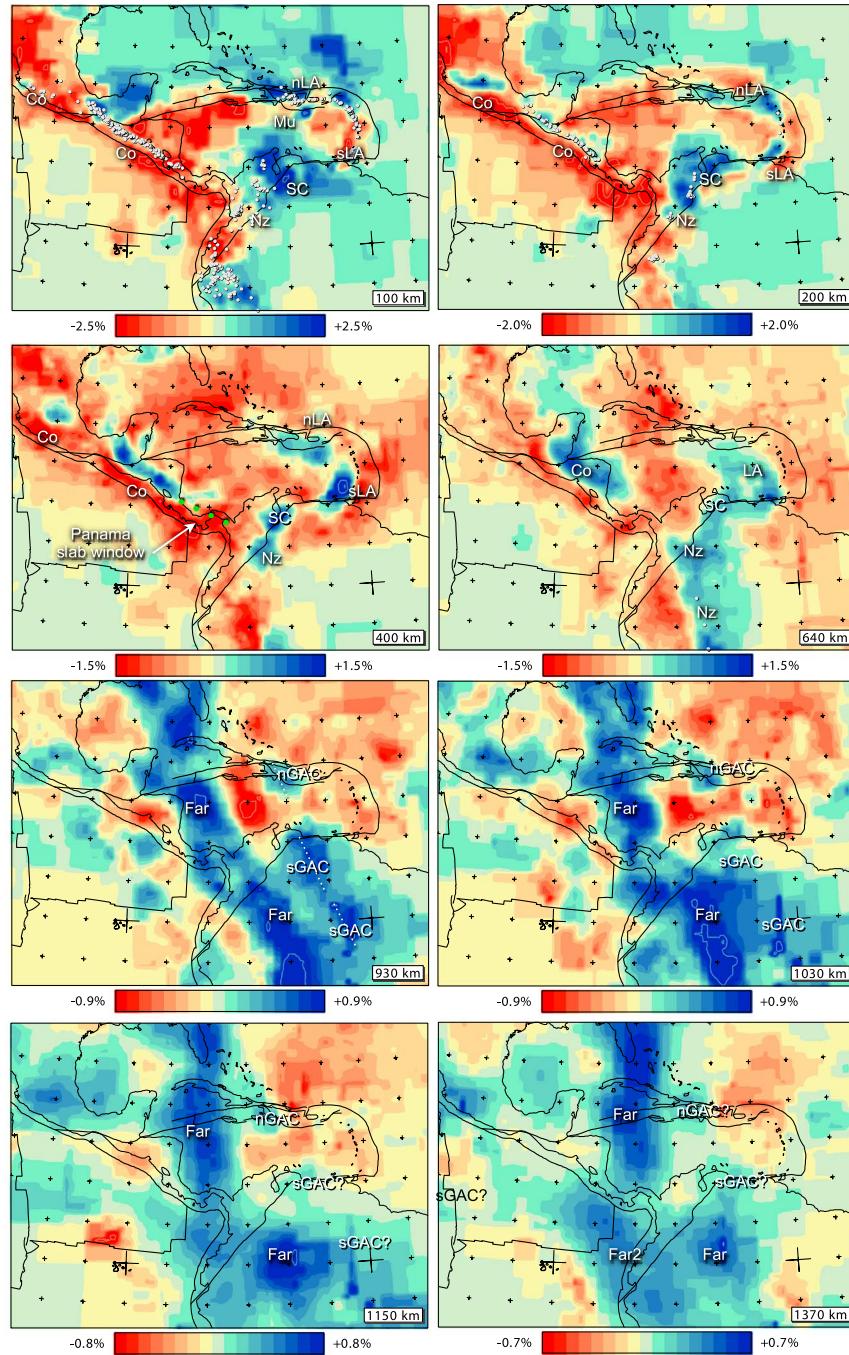 nLA
Co
Mu
Co
sLA
SC
Nz
100 km
-2.5%
+2.5%
nLA
Co
Co
SC
sLA
Nz
200 km
-2.0%
+2.0%
nLA
Co
Co
sLA
SC
Panama
slab window
Nz
400 km
-1.5%
+1.5%
Co
LA
SC
Nz
Nz
640 km
-1.5%
+1.5%
nGAC
Far
sGAC
Far
sGAC
930 km
-0.9%
+0.9%
nGAC
Far
sGAC
Far
sGAC
1030 km
-0.9%
+0.9%
nGAC
Far
sGAC?
sGAC?
Far
1150 km
-0.8%
+0.8%
Far
nGAC?
sGAC?
sGAC?
Far2
Far
1370 km
-0.7%
+0.7%